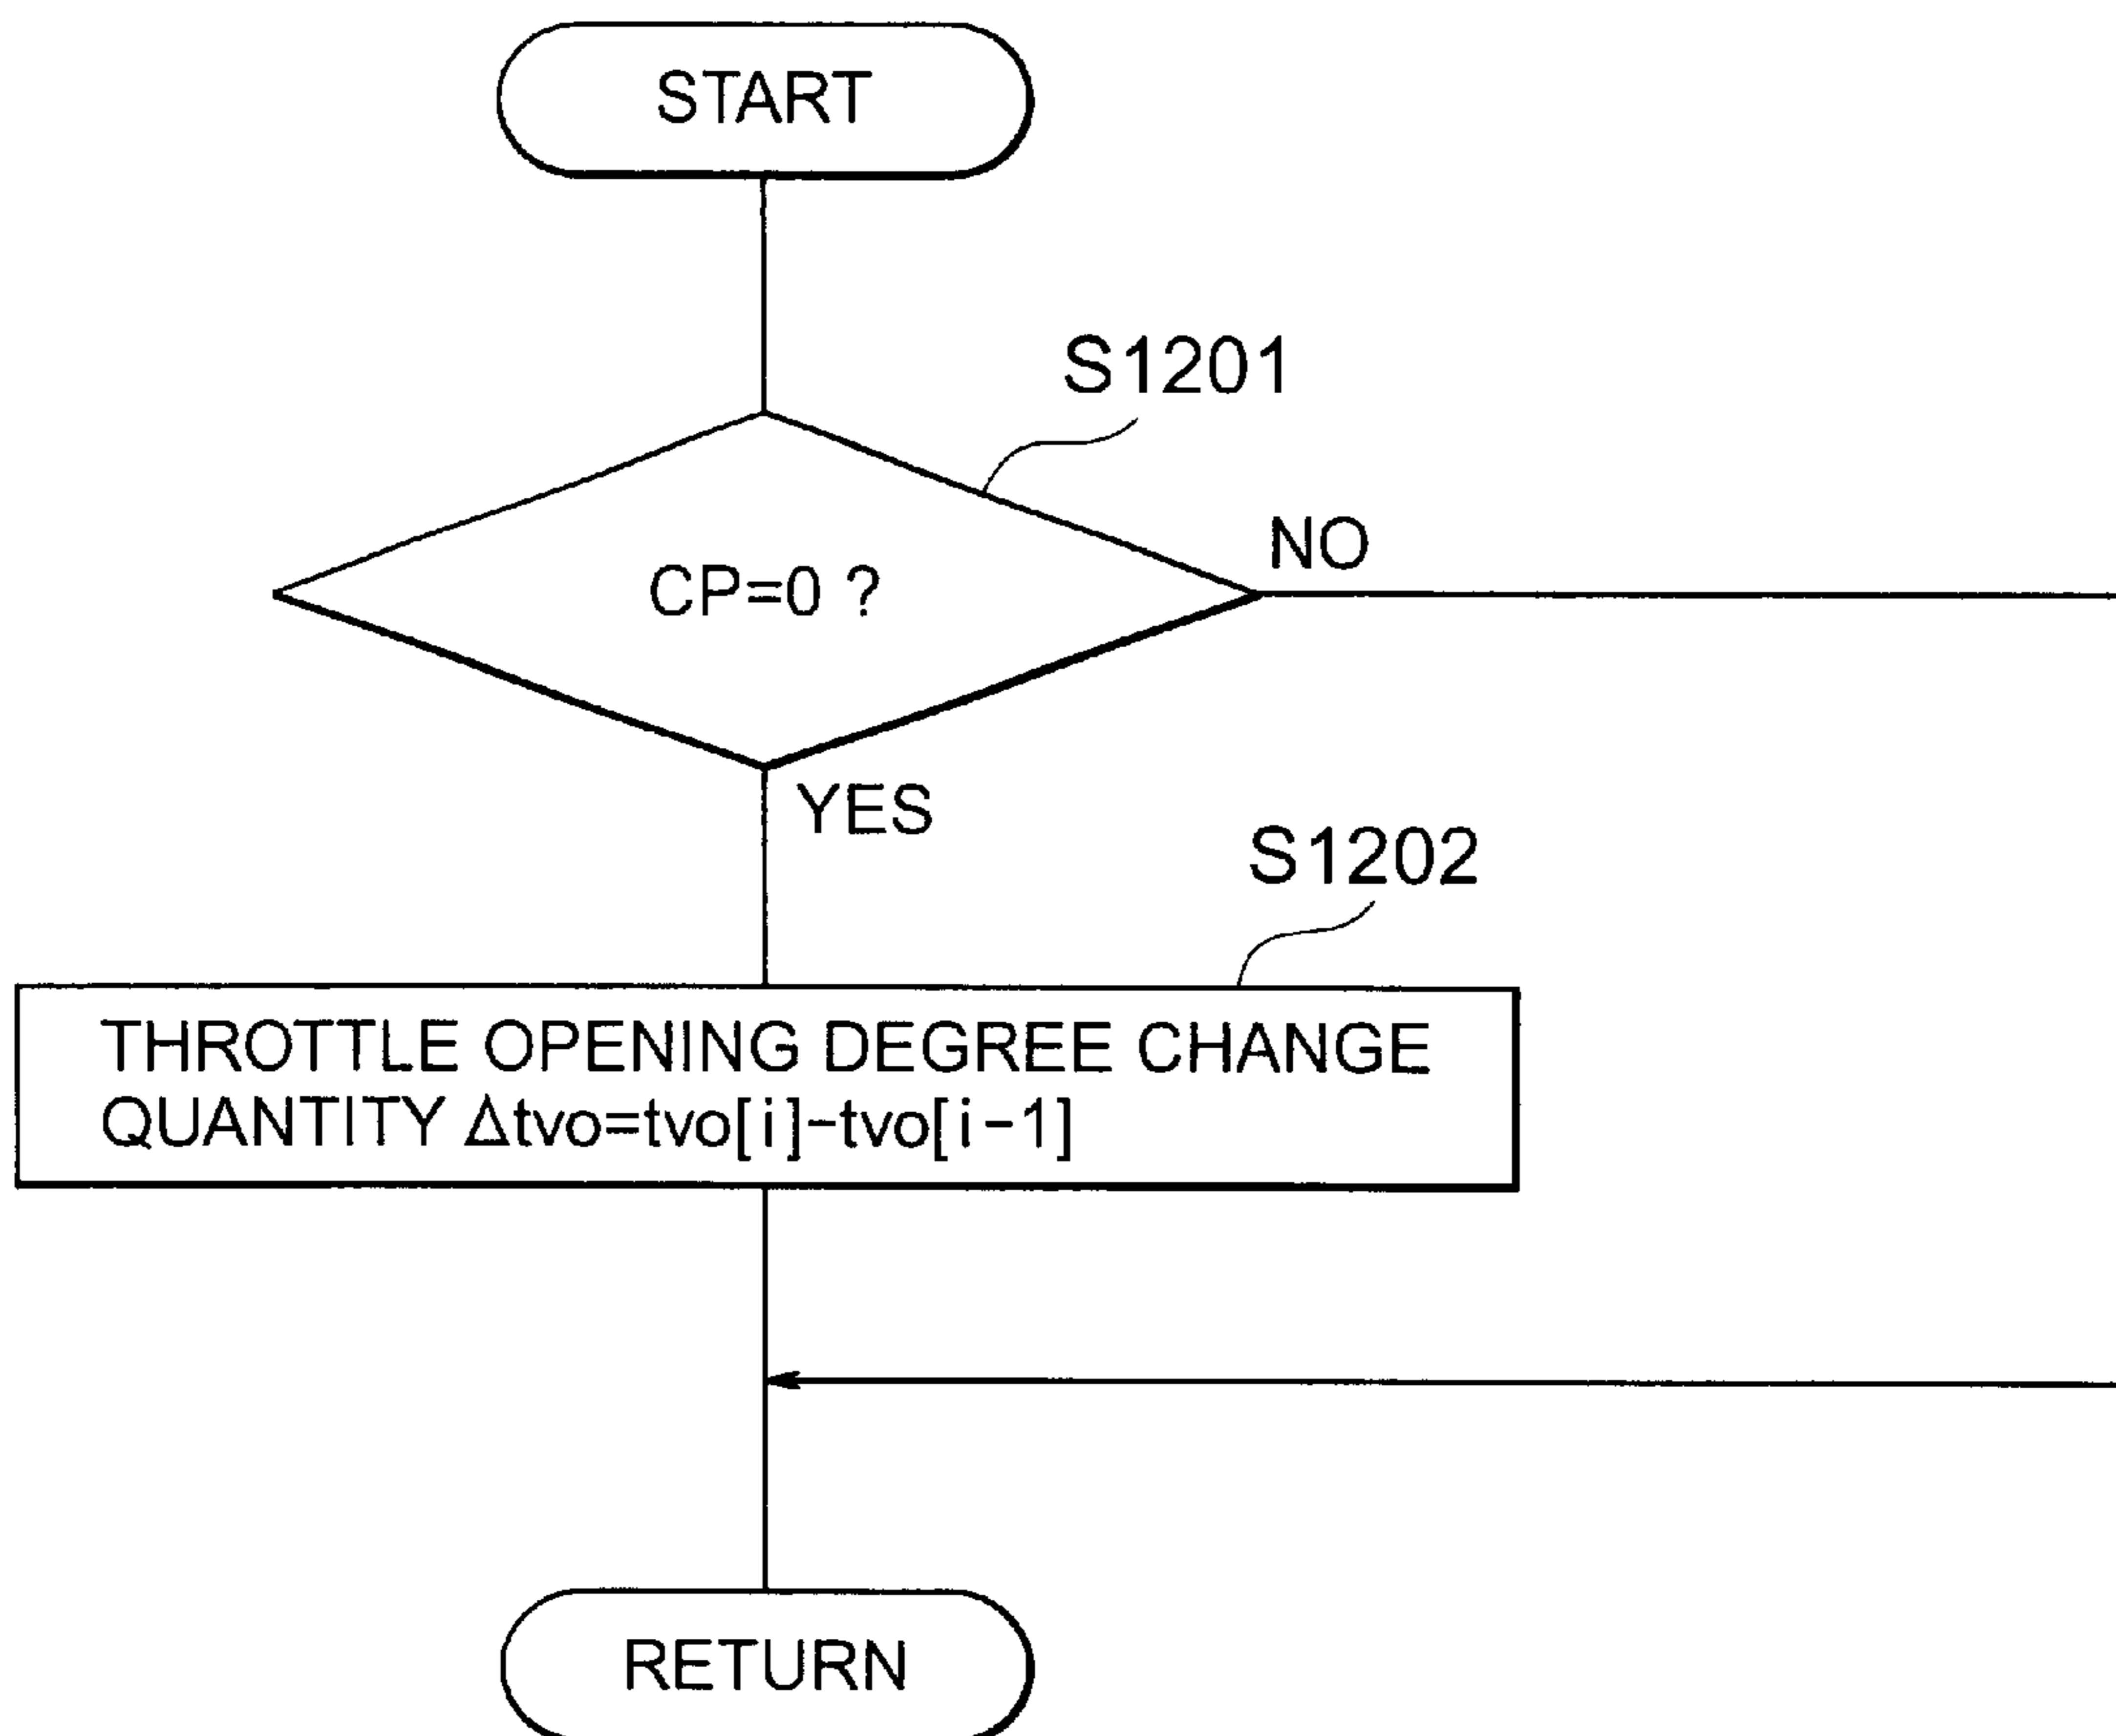 START
S1201
NO
CP=0 ?
YES
S1202
THROTTLE OPENING DEGREE CHANGE
QUANTITY Δtvo=tvo[i]-tvo[i-1]
RETURN